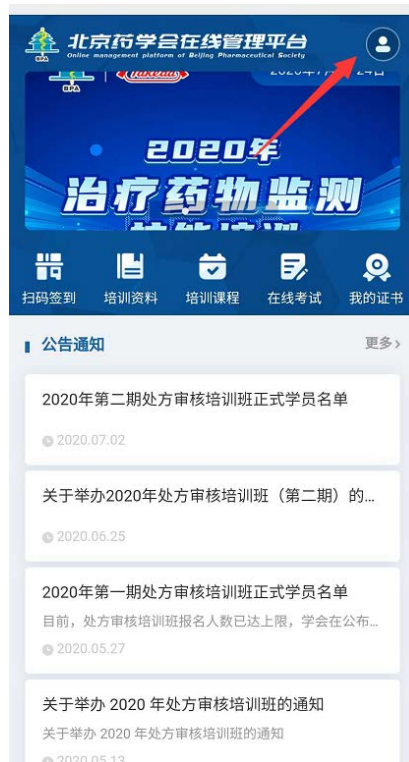 北京药学会在线管理平台
Online management platform of Beijing Pharmaceutical Society
BPA
BPA
Takeda
2020年
治疗药物监测
扫码签到
培训资料
培训课程
在线考试
我的证书
公告通知
更多›
2020年第二期处方审核培训班正式学员名单
2020.07.02
关于举办2020年处方审核培训班（第二期）的...
2020.06.25
2020年第一期处方审核培训班正式学员名单
目前，处方审核培训班报名人数已达上限，学会在公布...
2020.05.27
关于举办 2020 年处方审核培训班的通知
关于举办 2020 年处方审核培训班的通知
2020.05.13